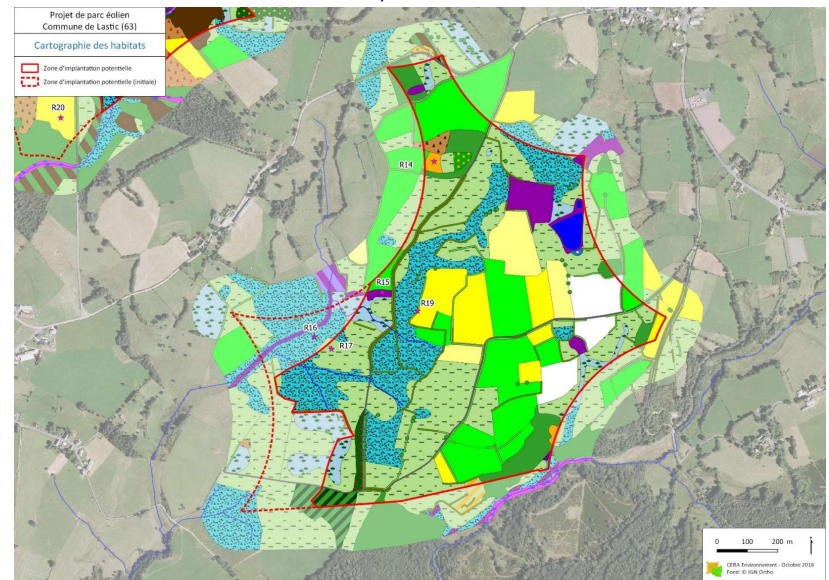 Projet de parc éolien
Commune de Lastic (63)
Cartographie des habitats
Zone d'implantation potentielle
Zone d'implantation potentielle (initiale)
R20
R14
R15
R19
R16
R17
0 100 200 m
CERA Environnement - Octobre 2018
Fond: © IGN Ortho